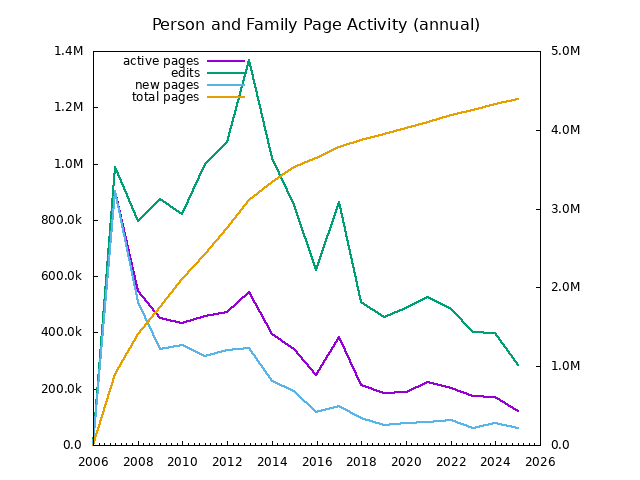 Person and Family Page Activity (annual)
1.4M
1.2M
1.0M
800.0k
600.0k
400.0k
200.0k
0.0
active pages
edits
new pages
total pages
5.0M
4.0M
3.0M
2.0M
1.0M
0.0
2006 2008 2010 2012 2014 2016 2018 2020 2022 2024 2026